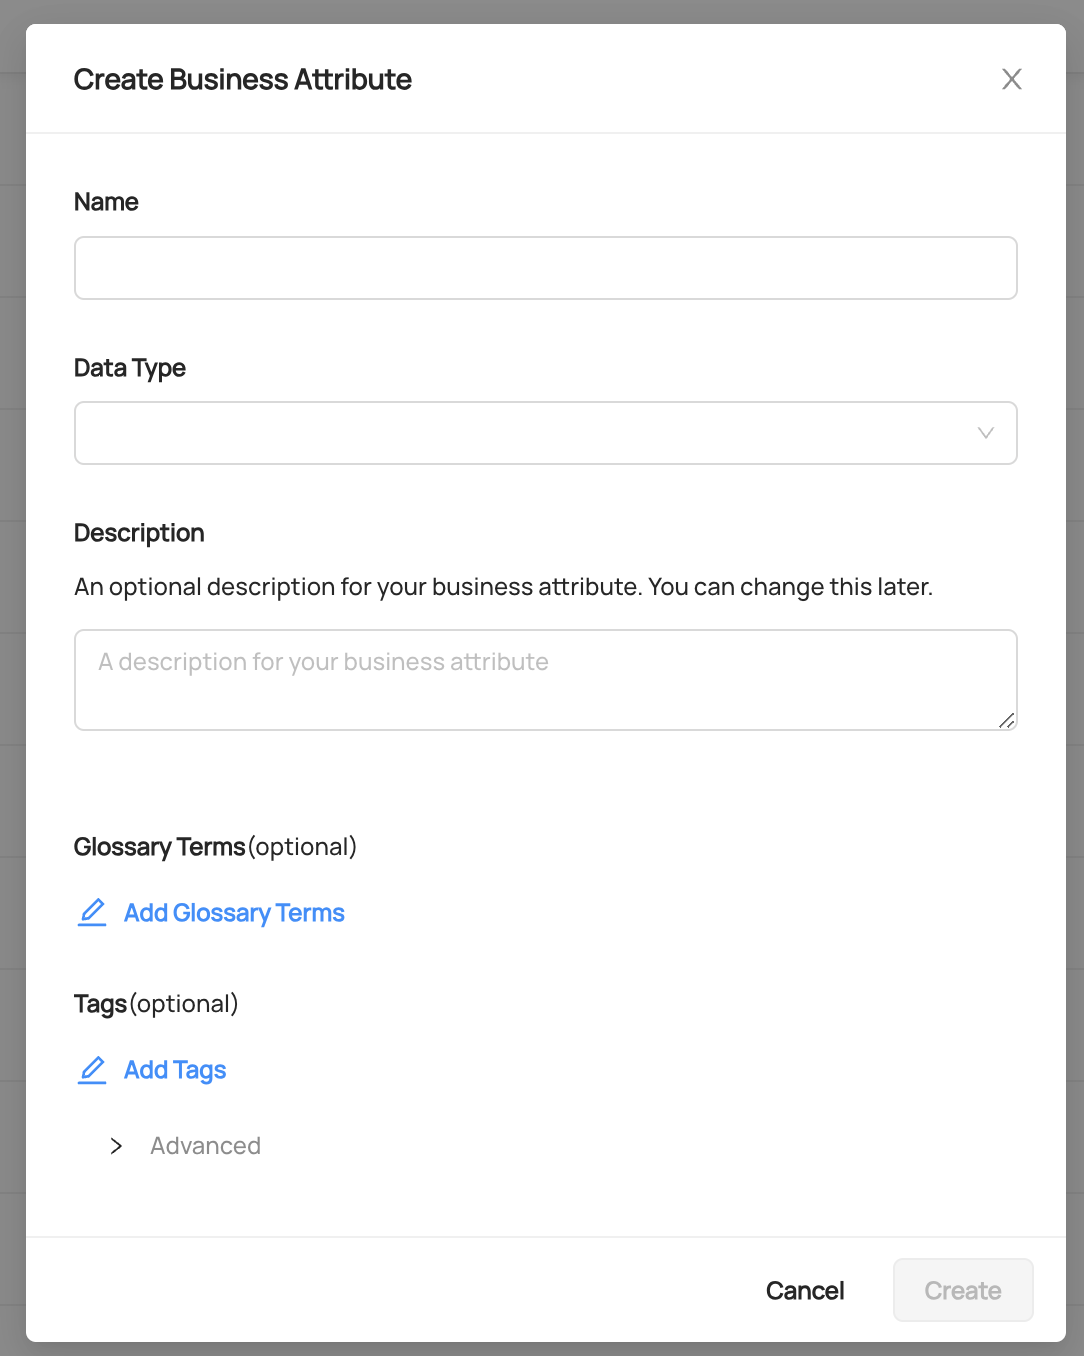 Create Business Attribute
Name
Data Type
Description
An optional description for your business attribute. You can change this later.
A description for your business attribute
Glossary Terms(optional)
Add Glossary Terms
Tags(optional)
Add Tags
Advanced
Cancel
Create